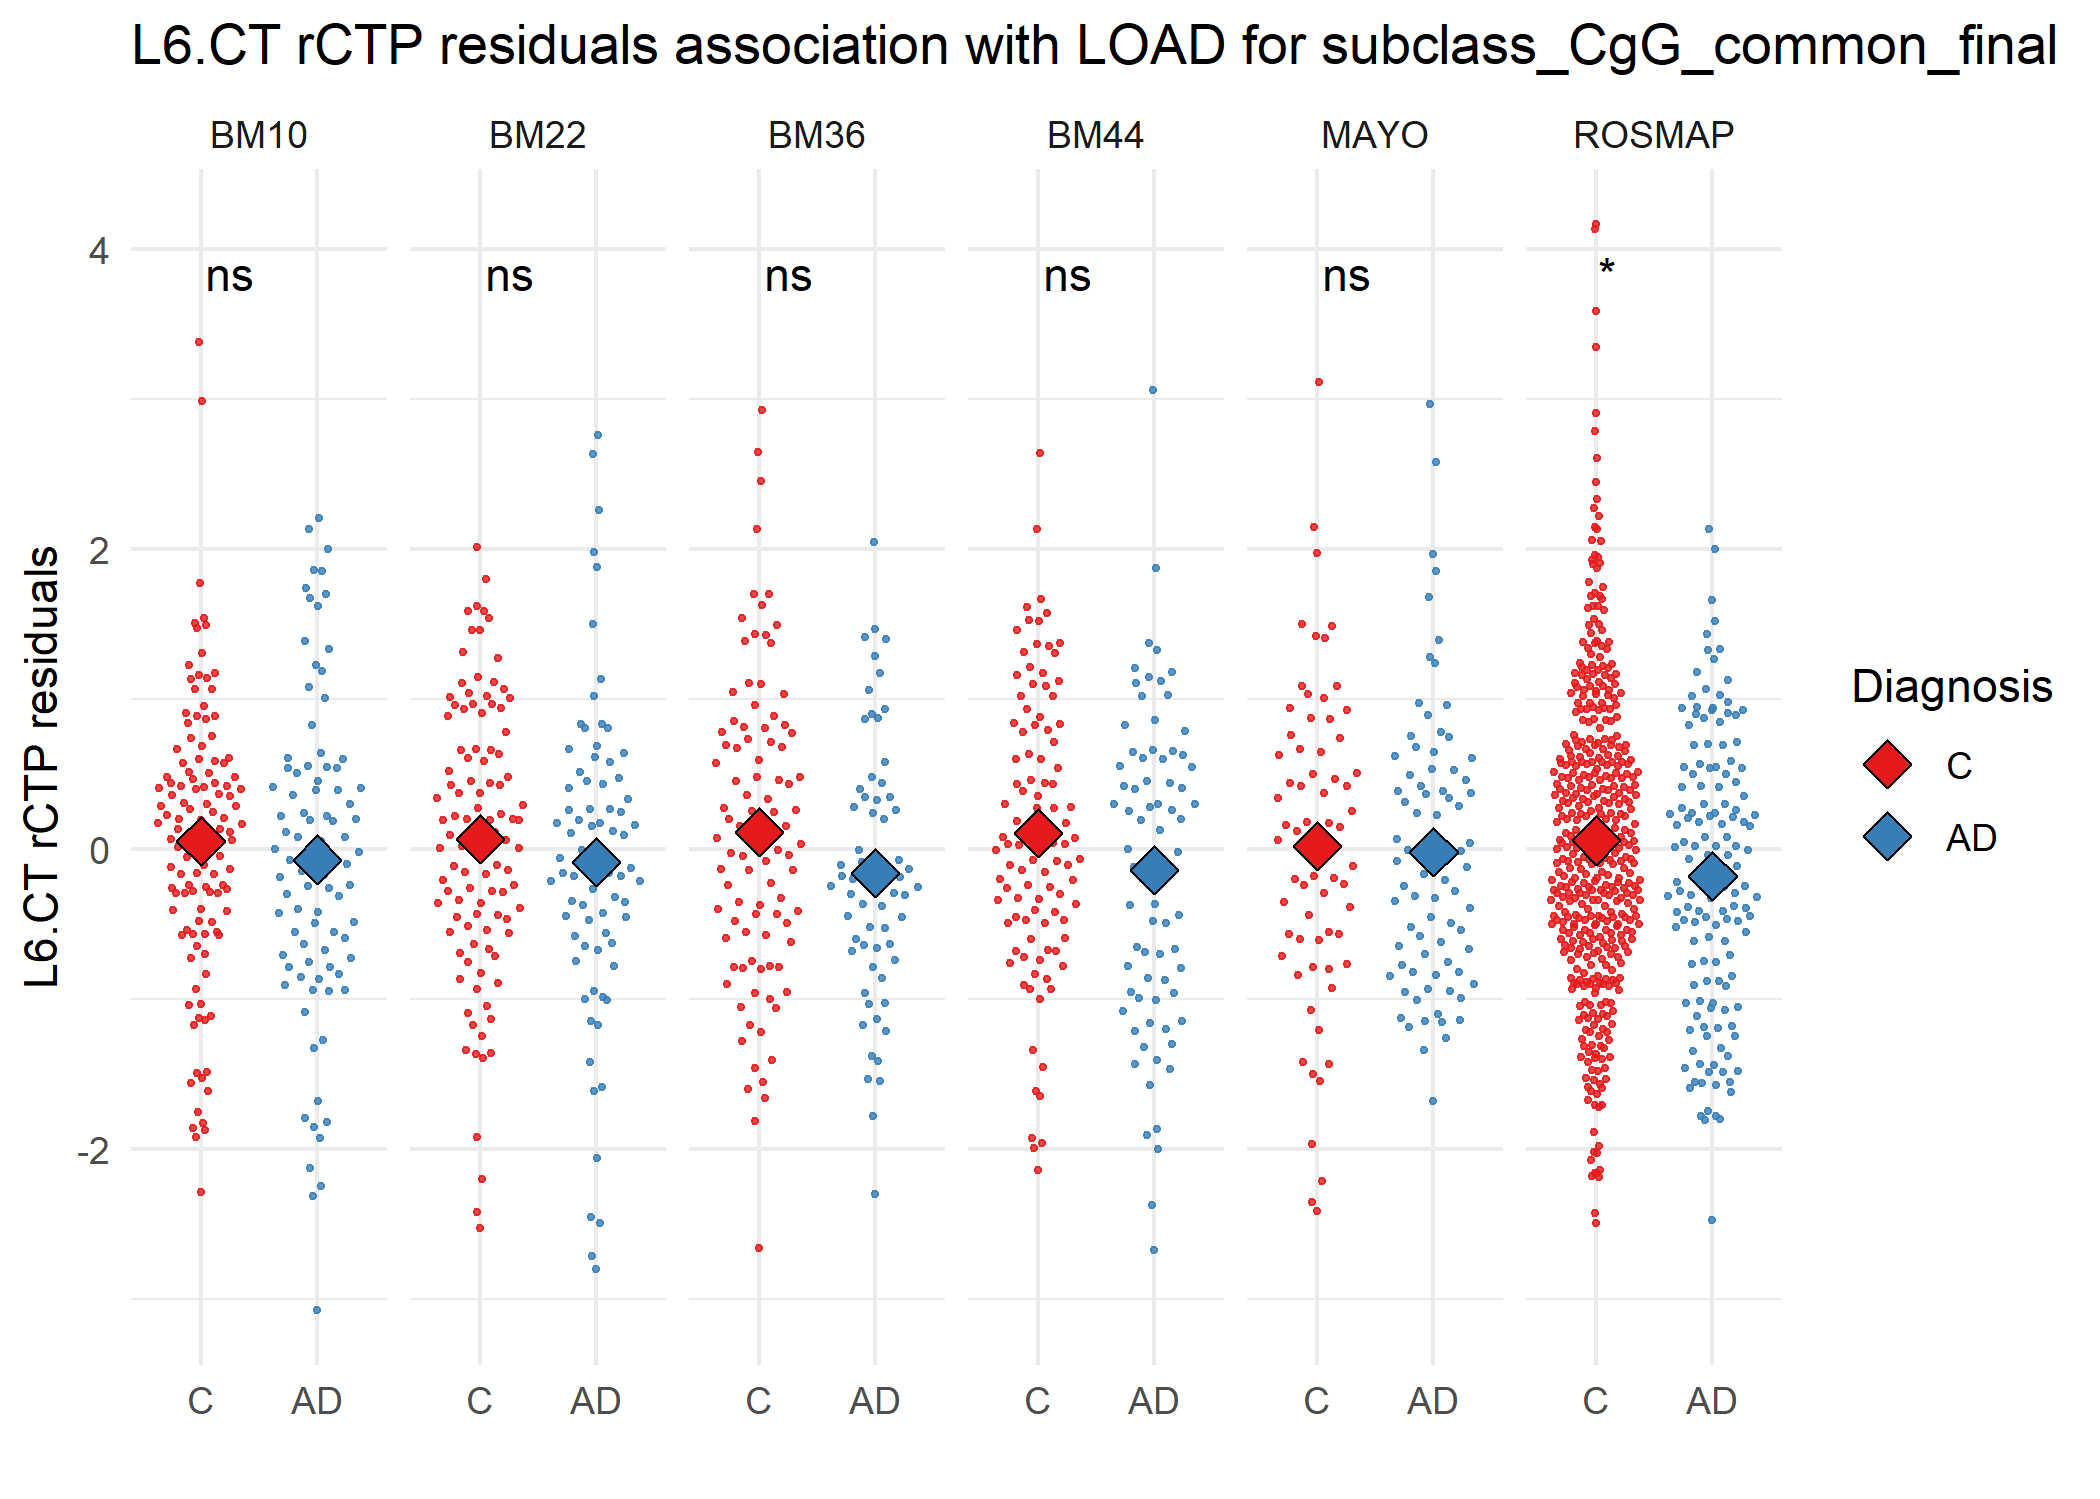 L6.CT rCTP residuals association with LOAD for subclass_CgG_common_final
BM10 BM22 BM36 BM44 MAYO ROSMAP
ns ns ns ns ns *
4
2
0
-2
L6.CT rCTP residuals
C AD C AD C AD C AD C AD C AD
Diagnosis
C
AD